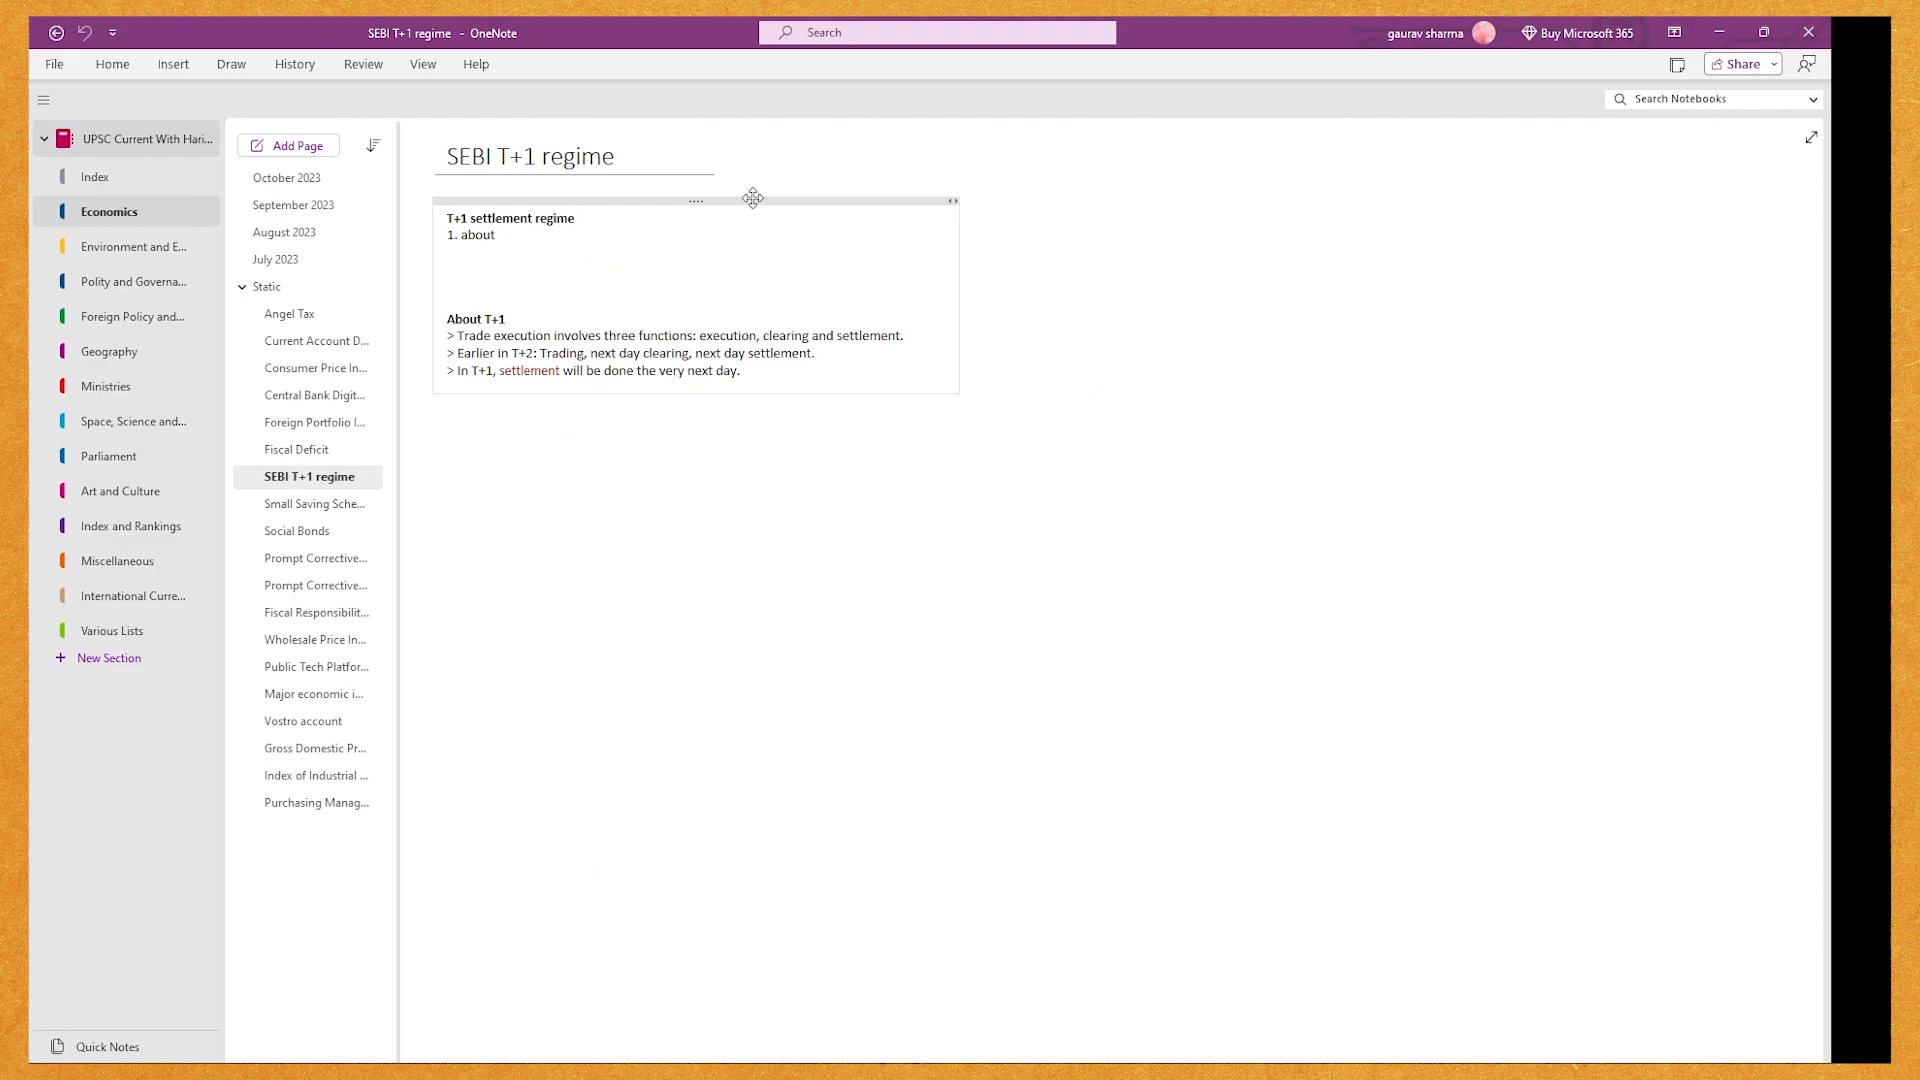 SEBI T+1 regime - OneNote
Search
gaurav sharma
Buy Microsoft 365
File Home Insert Draw History Review View Help
Share
Search Notebooks
UPSC Current With Hari...
Index
Economics
Environment and E...
Polity and Governa...
Foreign Policy and...
Geography
Ministries
Space, Science and...
Parliament
Art and Culture
Index and Rankings
Miscellaneous
International Curre...
Various Lists
New Section
Quick Notes
Add Page
October 2023
September 2023
August 2023
July 2023
Static
Angel Tax
Current Account D...
Consumer Price In...
Central Bank Digit...
Foreign Portfolio I...
Fiscal Deficit
SEBI T+1 regime
Small Saving Sche...
Social Bonds
Prompt Corrective...
Prompt Corrective...
Fiscal Responsibilit...
Wholesale Price In...
Public Tech Platfor...
Major economic i...
Vostro account
Gross Domestic Pr...
Index of Industrial ...
Purchasing Manag...
SEBI T+1 regime
T+1 settlement regime
1. about
About T+1
> Trade execution involves three functions: execution, clearing and settlement.
> Earlier in T+2: Trading, next day clearing, next day settlement.
> In T+1, settlement will be done the very next day.